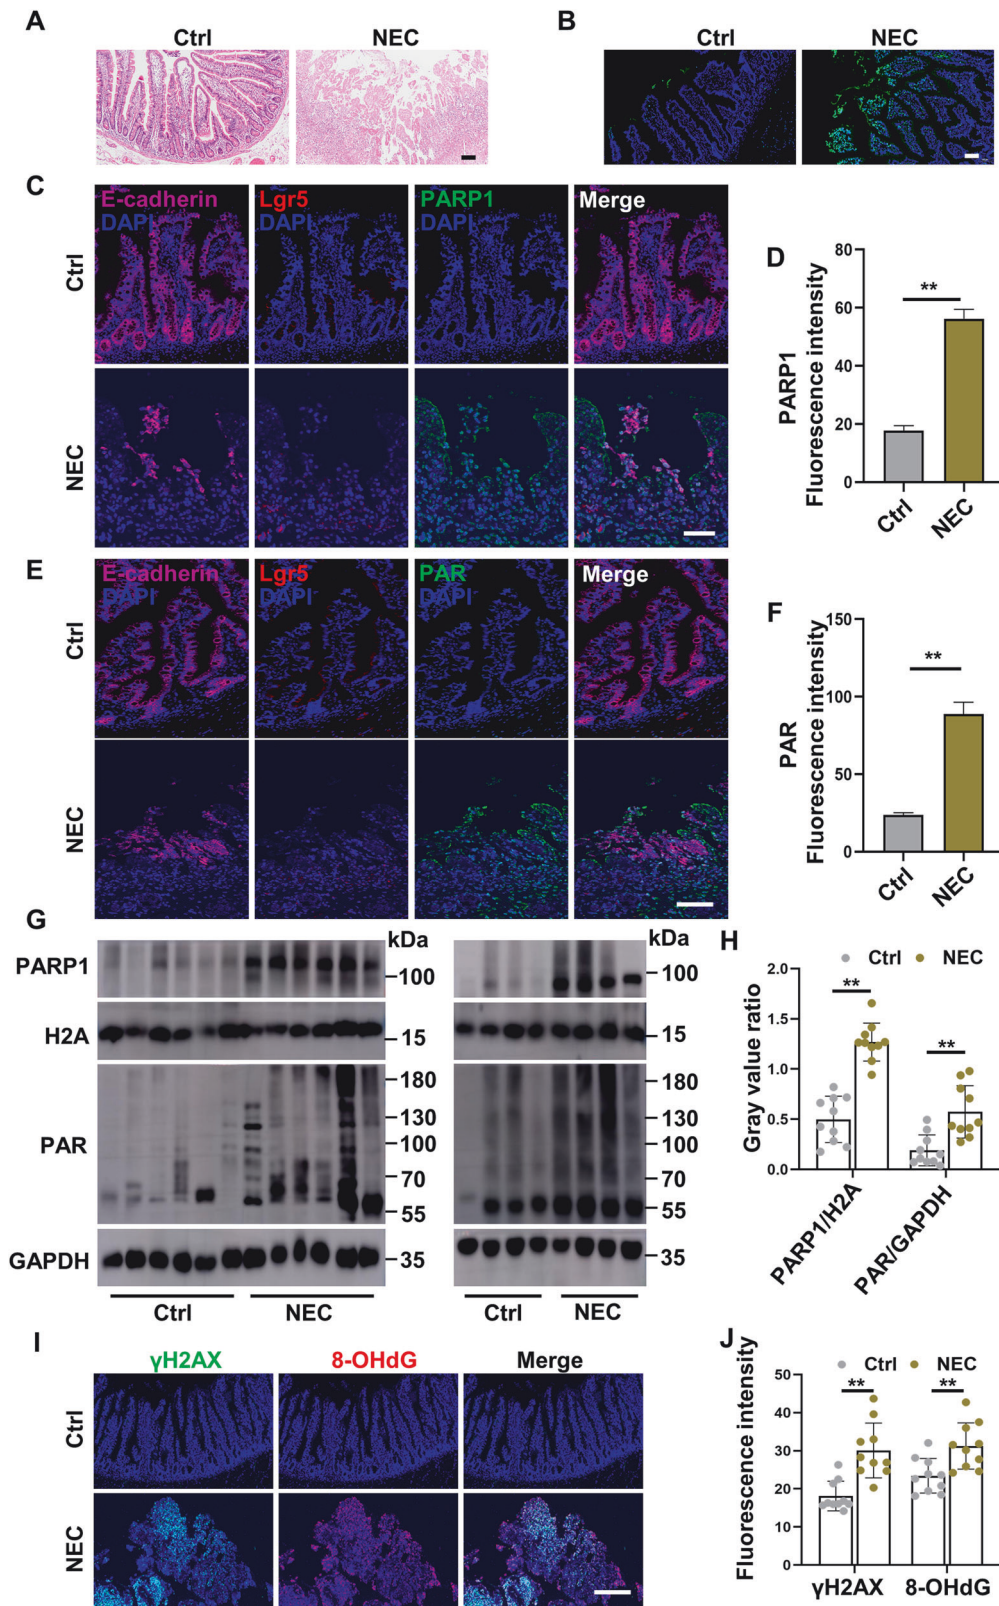 A
Ctrl
NEC
B
Ctrl
NEC
C
E-cadherin
DAPI
Lgr5
DAPI
PARP1
DAPI
Merge
Ctrl
NEC
D
PARP1
Fluorescence intensity
80
60
40
20
0
**
Ctrl
NEC
E
E-cadherin
DAPI
Lgr5
DAPI
PAR
DAPI
Merge
Ctrl
NEC
F
PAR
Fluorescence intensity
150
100
50
0
**
Ctrl
NEC
G
kDa
kDa
PARP1
100
100
H2A
15
15
PAR
180
130
100
70
55
180
130
100
70
55
GAPDH
35
35
Ctrl
NEC
Ctrl
NEC
H
Ctrl
NEC
Gray value ratio
2.0
1.5
1.0
0.5
0.0
**
**
PARP1/H2A
PAR/GAPDH
I
γH2AX
8-OHdG
Merge
Ctrl
NEC
J
Ctrl
NEC
Fluorescence intensity
50
40
30
20
10
0
**
**
γH2AX
8-OHdG